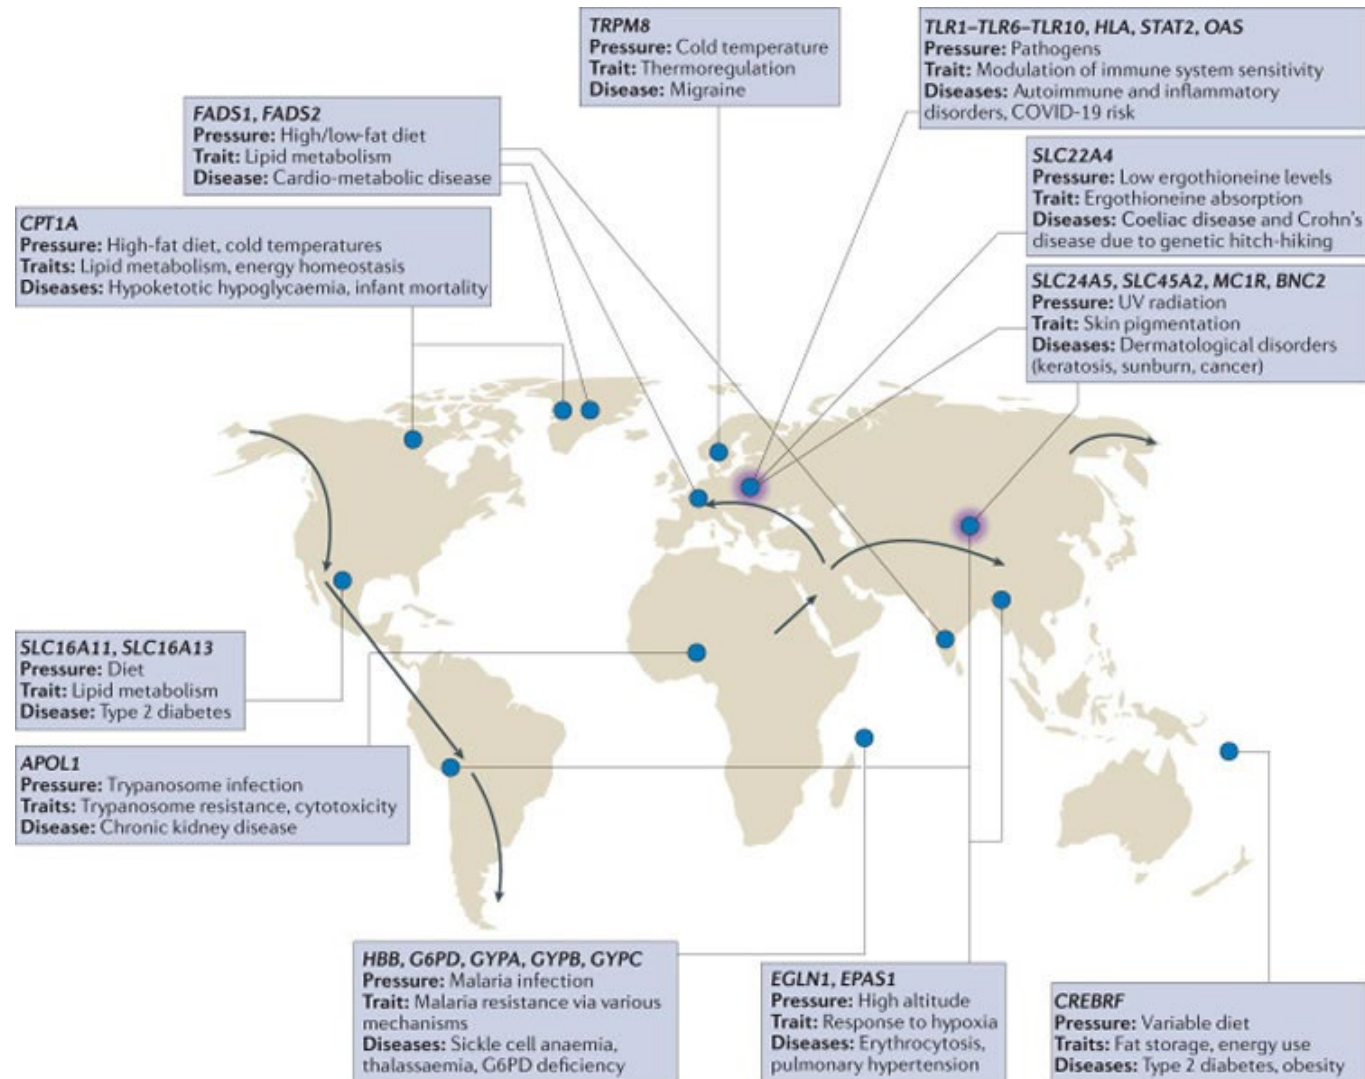 TRPM8
Pressure: Cold temperature
Trait: Thermoregulation
Disease: Migraine
TLR1–TLR6–TLR10, HLA, STAT2, OAS
Pressure: Pathogens
Trait: Modulation of immune system sensitivity
Diseases: Autoimmune and inflammatory
disorders, COVID-19 risk
FADS1, FADS2
Pressure: High/low-fat diet
Trait: Lipid metabolism
Disease: Cardio-metabolic disease
SLC22A4
Pressure: Low ergothioneine levels
Trait: Ergothioneine absorption
Diseases: Coeliac disease and Crohn's
disease due to genetic hitch-hiking
CPT1A
Pressure: High-fat diet, cold temperatures
Traits: Lipid metabolism, energy homeostasis
Diseases: Hypoketotic hypoglycaemia, infant mortality
SLC24A5, SLC45A2, MC1R, BNC2
Pressure: UV radiation
Trait: Skin pigmentation
Diseases: Dermatological disorders
(keratosis, sunburn, cancer)
SLC16A11, SLC16A13
Pressure: Diet
Trait: Lipid metabolism
Disease: Type 2 diabetes
APOL1
Pressure: Trypanosome infection
Traits: Trypanosome resistance, cytotoxicity
Disease: Chronic kidney disease
HBB, G6PD, GYPA, GYPB, GYPC
Pressure: Malaria infection
Trait: Malaria resistance via various
mechanisms
Diseases: Sickle cell anaemia,
thalassaemia, G6PD deficiency
EGLN1, EPAS1
Pressure: High altitude
Trait: Response to hypoxia
Diseases: Erythrocytosis,
pulmonary hypertension
CREBRF
Pressure: Variable diet
Traits: Fat storage, energy use
Diseases: Type 2 diabetes, obesity